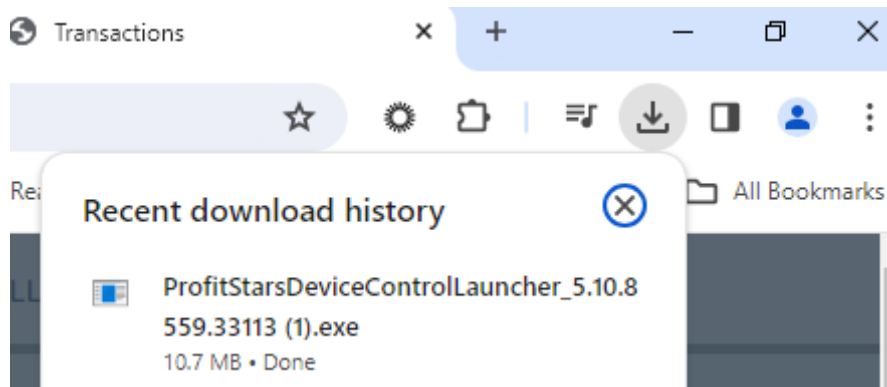 Transactions
All Bookmarks
Recent download history
ProfitStarsDeviceControlLauncher_5.10.8
559.33113 (1).exe
10.7 MB • Done